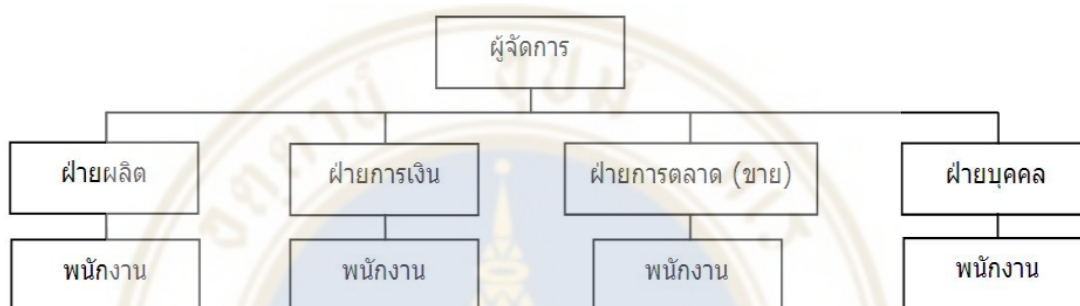 ผู้จัดการ
ฝ่ายผลิต
ฝ่ายการเงิน
ฝ่ายการตลาด (ขาย)
ฝ่ายบุคคล
พนักงาน
พนักงาน
พนักงาน
พนักงาน